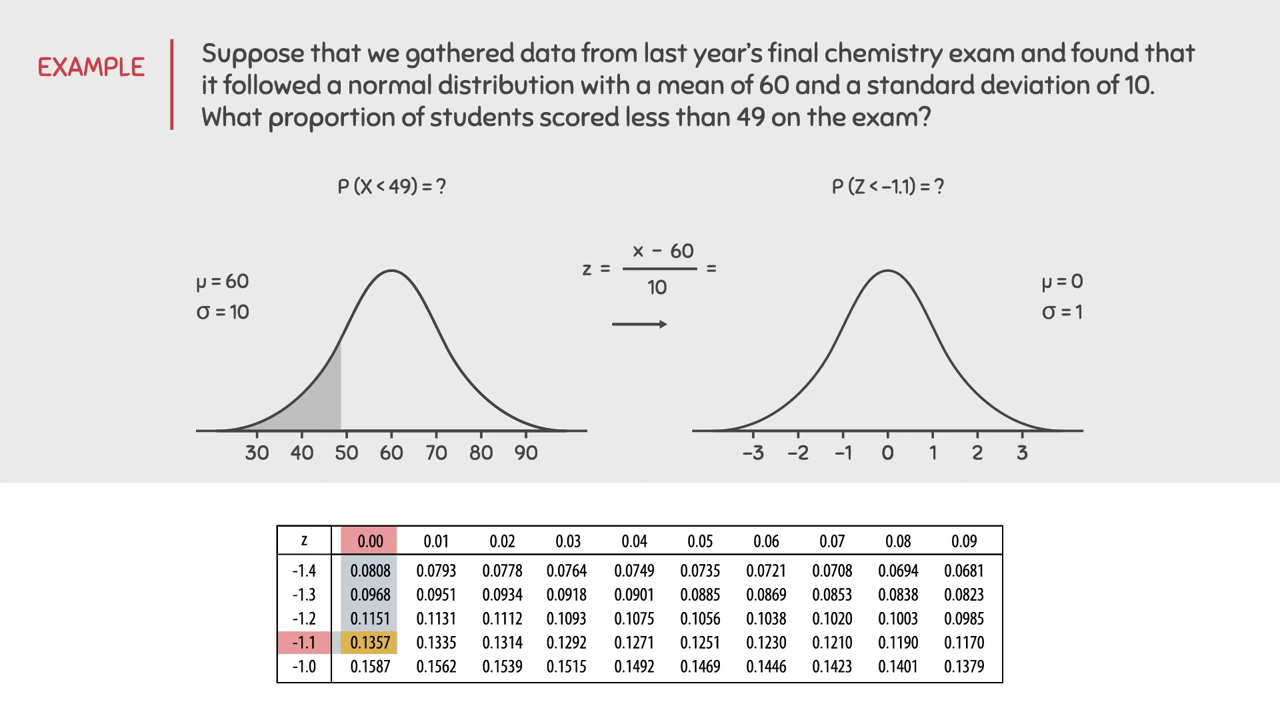 EXAMPLE
Suppose that we gathered data from last year's final chemistry exam and found that
it followed a normal distribution with a mean of 60 and a standard deviation of 10.
What proportion of students scored less than 49 on the exam?
P (X < 49) = ?
P (Z < −1.1) = ?
μ = 60
σ = 10
z = x − 60 / 10 =
μ = 0
σ = 1
30 40 50 60 70 80 90
−3 −2 −1 0 1 2 3
z 0.00 0.01 0.02 0.03 0.04 0.05 0.06 0.07 0.08 0.09
-1.4 0.0808 0.0793 0.0778 0.0764 0.0749 0.0735 0.0721 0.0708 0.0694 0.0681
-1.3 0.0968 0.0951 0.0934 0.0918 0.0901 0.0885 0.0869 0.0853 0.0838 0.0823
-1.2 0.1151 0.1131 0.1112 0.1093 0.1075 0.1056 0.1038 0.1020 0.1003 0.0985
-1.1 0.1357 0.1335 0.1314 0.1292 0.1271 0.1251 0.1230 0.1210 0.1190 0.1170
-1.0 0.1587 0.1562 0.1539 0.1515 0.1492 0.1469 0.1446 0.1423 0.1401 0.1379